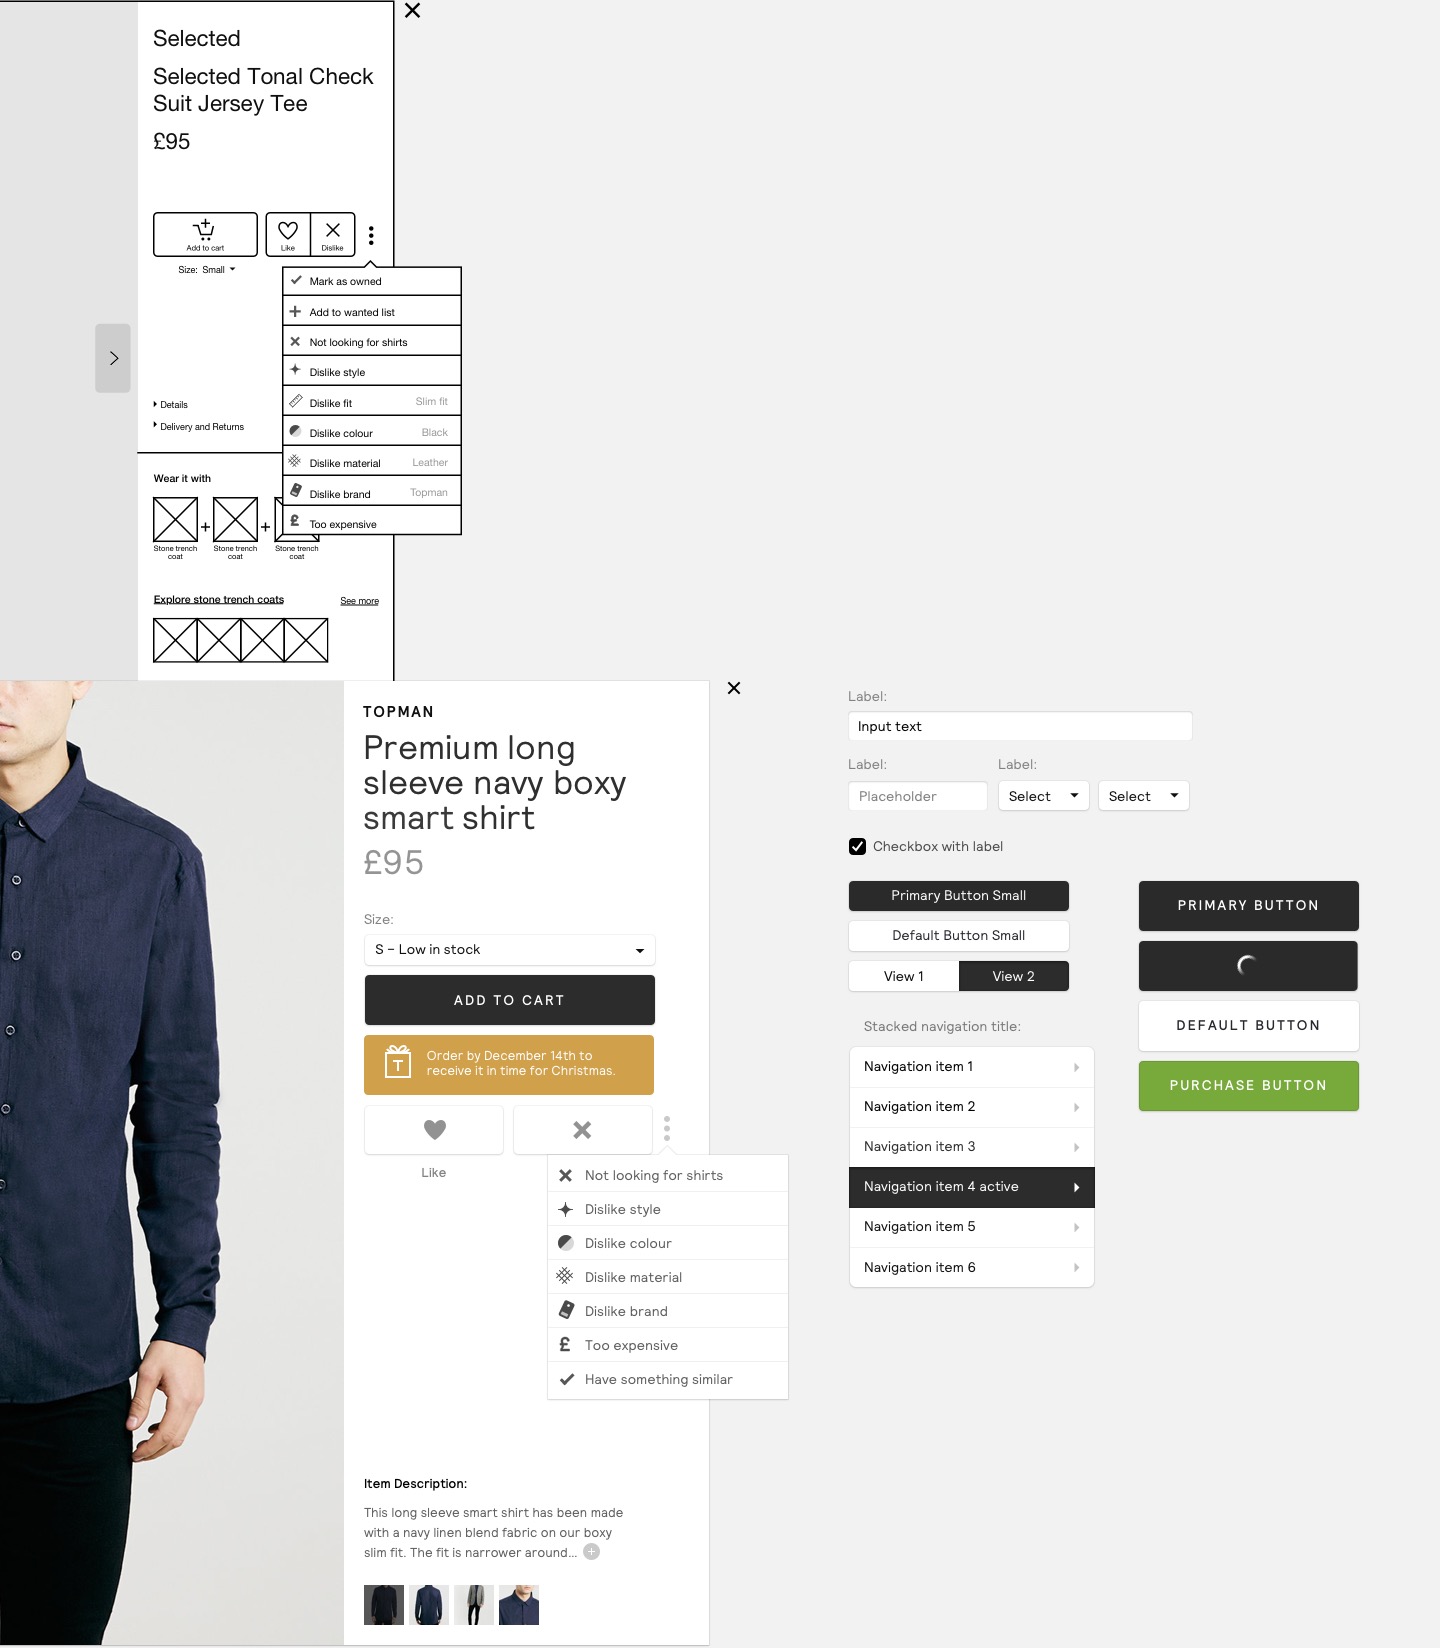 Selected
Selected Tonal Check
Suit Jersey Tee
£95
Add to cart
Like
Dislike
Size: Small
Mark as owned
Add to wanted list
Not looking for shirts
Dislike style
Dislike fit Slim fit
Dislike colour Black
Dislike material Leather
Dislike brand Topman
Too expensive
Details
Delivery and Returns
Wear it with
+ +
Stone trench
coat
Stone trench
coat
Stone trench
coat
Explore stone trench coats
See more
TOPMAN
Premium long
sleeve navy boxy
smart shirt
£95
Size:
S – Low in stock
ADD TO CART
T
Order by December 14th to
receive it in time for Christmas.
Like
Not looking for shirts
Dislike style
Dislike colour
Dislike material
Dislike brand
£ Too expensive
Have something similar
Item Description:
This long sleeve smart shirt has been made
with a navy linen blend fabric on our boxy
slim fit. The fit is narrower around...
Label:
Input text
Label:
Placeholder
Label:
Select
Select
Checkbox with label
Primary Button Small
Default Button Small
View 1
View 2
Stacked navigation title:
Navigation item 1
Navigation item 2
Navigation item 3
Navigation item 4 active
Navigation item 5
Navigation item 6
PRIMARY BUTTON
DEFAULT BUTTON
PURCHASE BUTTON